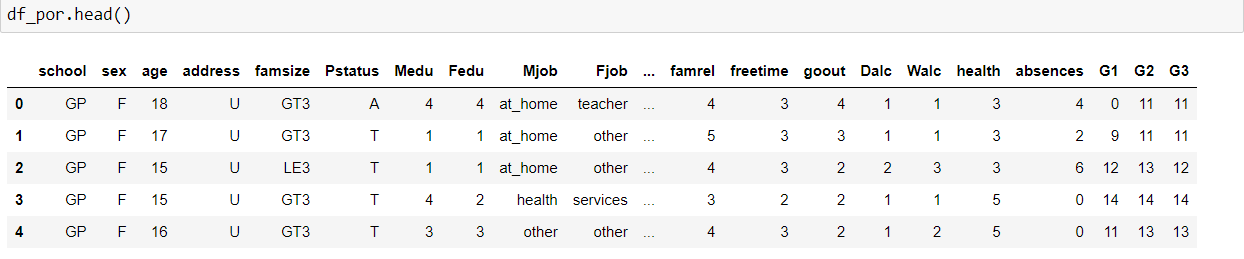 df_por.head()
school sex age address famsize Pstatus Medu Fedu Mjob Fjob ... famrel freetime goout Dalc Walc health absences G1 G2 G3
0 GP F 18 U GT3 A 4 4 at_home teacher ... 4 3 4 1 1 3 4 0 11 11
1 GP F 17 U GT3 T 1 1 at_home other ... 5 3 3 1 1 3 2 9 11 11
2 GP F 15 U LE3 T 1 1 at_home other ... 4 3 2 2 3 3 6 12 13 12
3 GP F 15 U GT3 T 4 2 health services ... 3 2 2 1 1 5 0 14 14 14
4 GP F 16 U GT3 T 3 3 other other ... 4 3 2 1 2 5 0 11 13 13